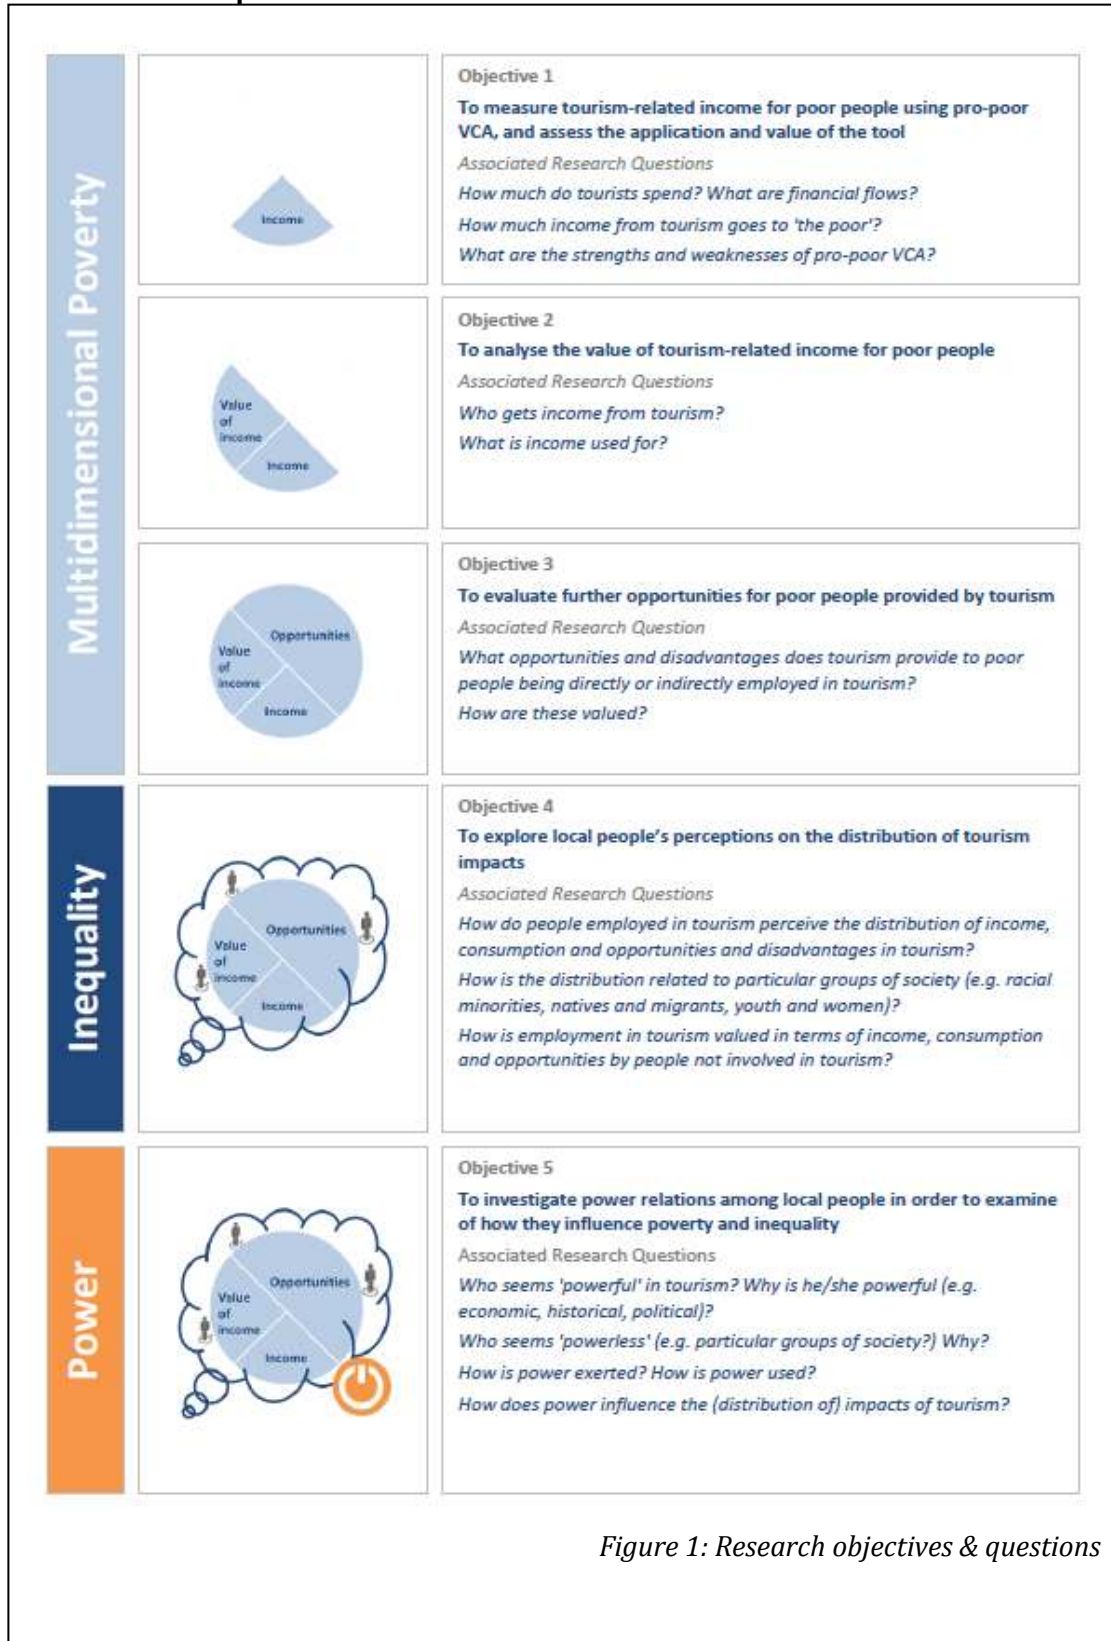 Multidimensional Poverty
Income
Objective 1
To measure tourism-related income for poor people using pro-poor
VCA, and assess the application and value of the tool
Associated Research Questions
How much do tourists spend? What are financial flows?
How much income from tourism goes to 'the poor'?
What are the strengths and weaknesses of pro-poor VCA?
Value
of
income
Income
Objective 2
To analyse the value of tourism-related income for poor people
Associated Research Questions
Who gets income from tourism?
What is income used for?
Opportunities
Value
of
income
Income
Objective 3
To evaluate further opportunities for poor people provided by tourism
Associated Research Question
What opportunities and disadvantages does tourism provide to poor
people being directly or indirectly employed in tourism?
How are these valued?
Inequality
Opportunities
Value
of
income
Income
Objective 4
To explore local people's perceptions on the distribution of tourism
impacts
Associated Research Questions
How do people employed in tourism perceive the distribution of income,
consumption and opportunities and disadvantages in tourism?
How is the distribution related to particular groups of society (e.g. racial
minorities, natives and migrants, youth and women)?
How is employment in tourism valued in terms of income, consumption
and opportunities by people not involved in tourism?
Power
Opportunities
Value
of
income
Income
Objective 5
To investigate power relations among local people in order to examine
of how they influence poverty and inequality
Associated Research Questions
Who seems 'powerful' in tourism? Why is he/she powerful (e.g.
economic, historical, political)?
Who seems 'powerless' (e.g. particular groups of society?) Why?
How is power exerted? How is power used?
How does power influence the (distribution of) impacts of tourism?
Figure 1: Research objectives & questions